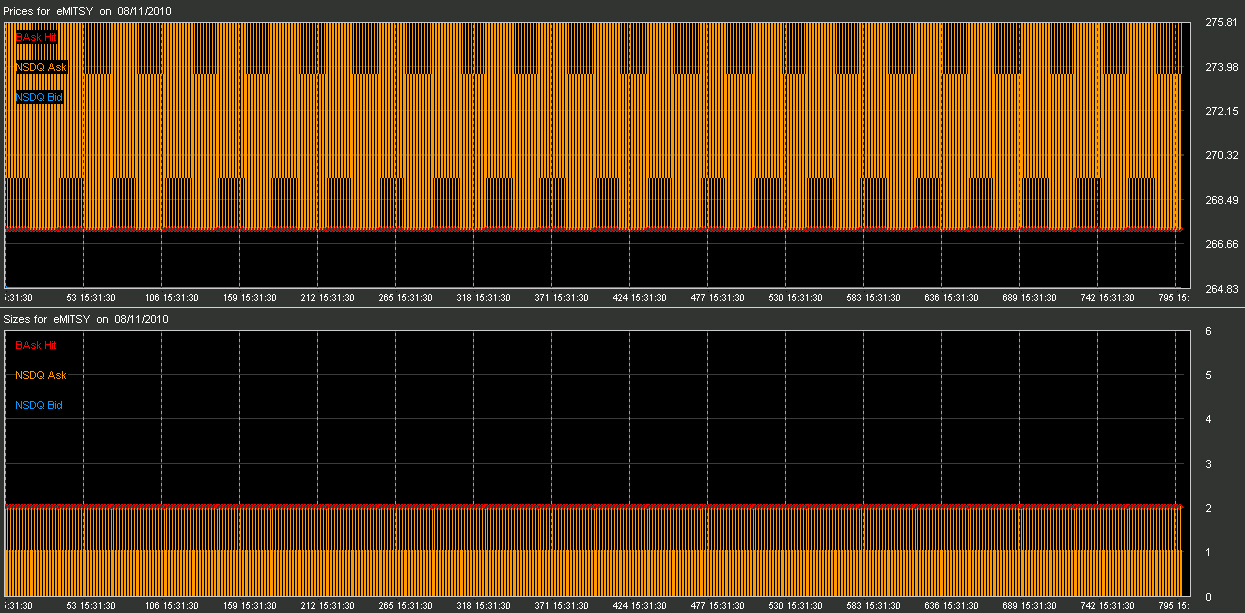 Prices for eMITSY on 08/11/2010
BAsk Hit
NSDQ Ask
NSDQ Bid
275.81
273.98
272.15
270.32
268.49
266.66
264.83
:31:30 53 15:31:30 106 15:31:30 159 15:31:30 212 15:31:30 265 15:31:30 318 15:31:30 371 15:31:30 424 15:31:30 477 15:31:30 530 15:31:30 583 15:31:30 636 15:31:30 689 15:31:30 742 15:31:30 795 15:
Sizes for eMITSY on 08/11/2010
BAsk Hit
NSDQ Ask
NSDQ Bid
6
5
4
3
2
1
0
:31:30 53 15:31:30 106 15:31:30 159 15:31:30 212 15:31:30 265 15:31:30 318 15:31:30 371 15:31:30 424 15:31:30 477 15:31:30 530 15:31:30 583 15:31:30 636 15:31:30 689 15:31:30 742 15:31:30 795 15: